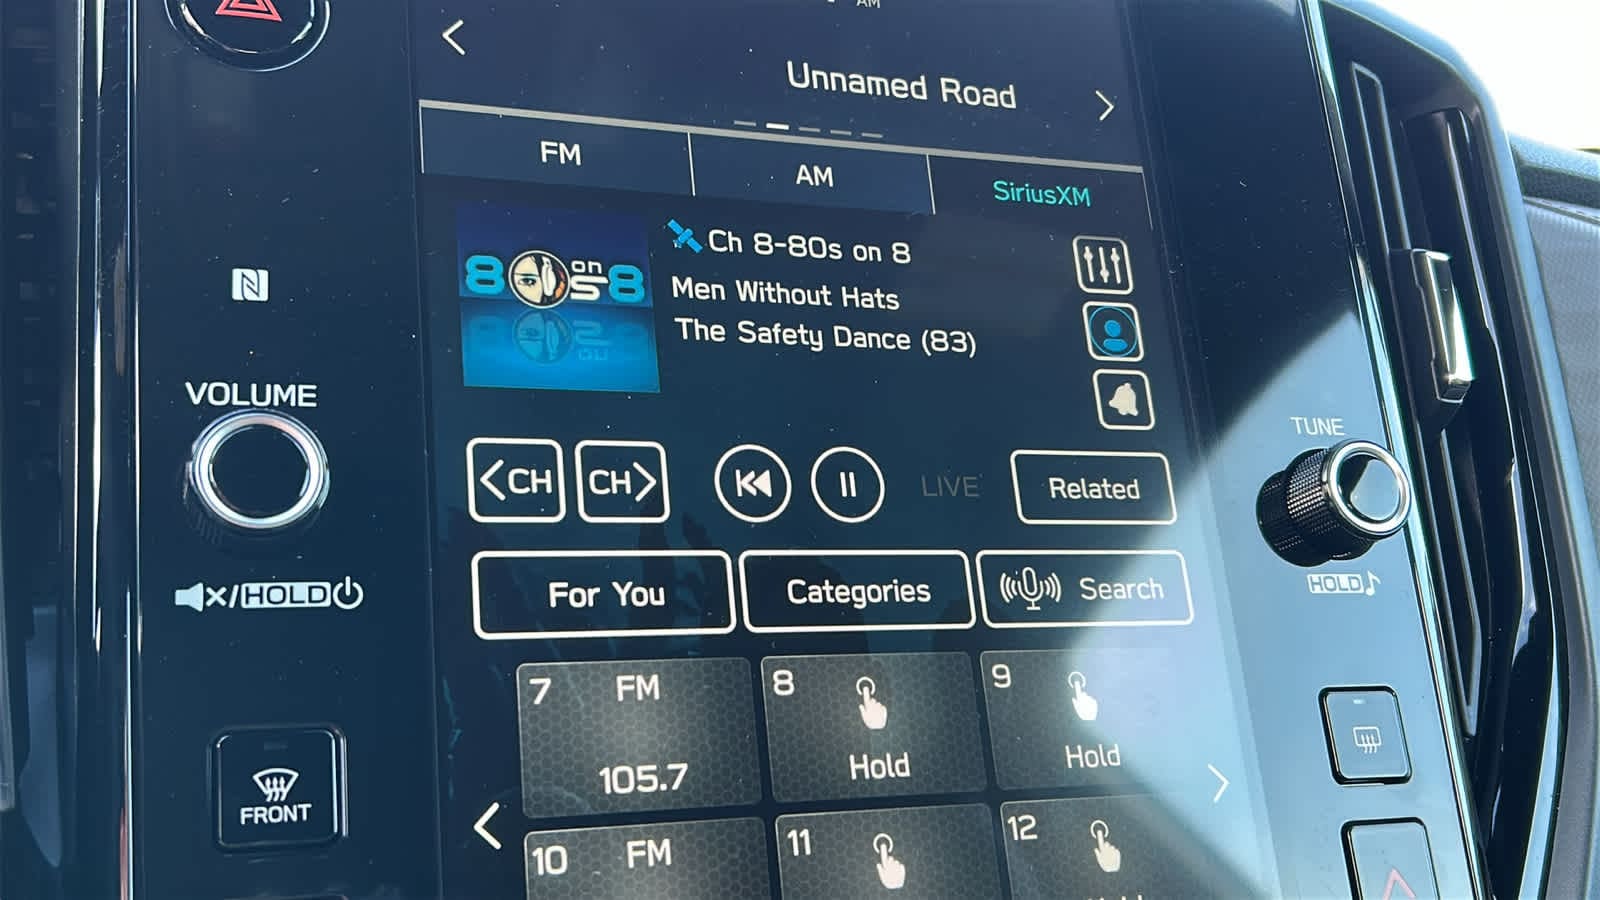 AM
Unnamed Road
FM
AM
SiriusXM
8 on 80s 8
Ch 8-80s on 8
Men Without Hats
The Safety Dance (83)
VOLUME
TUNE
<CH
CH>
LIVE
Related
HOLD
HOLD
For You
Categories
Search
7 FM
105.7
8
Hold
9
Hold
FRONT
10 FM
11
12